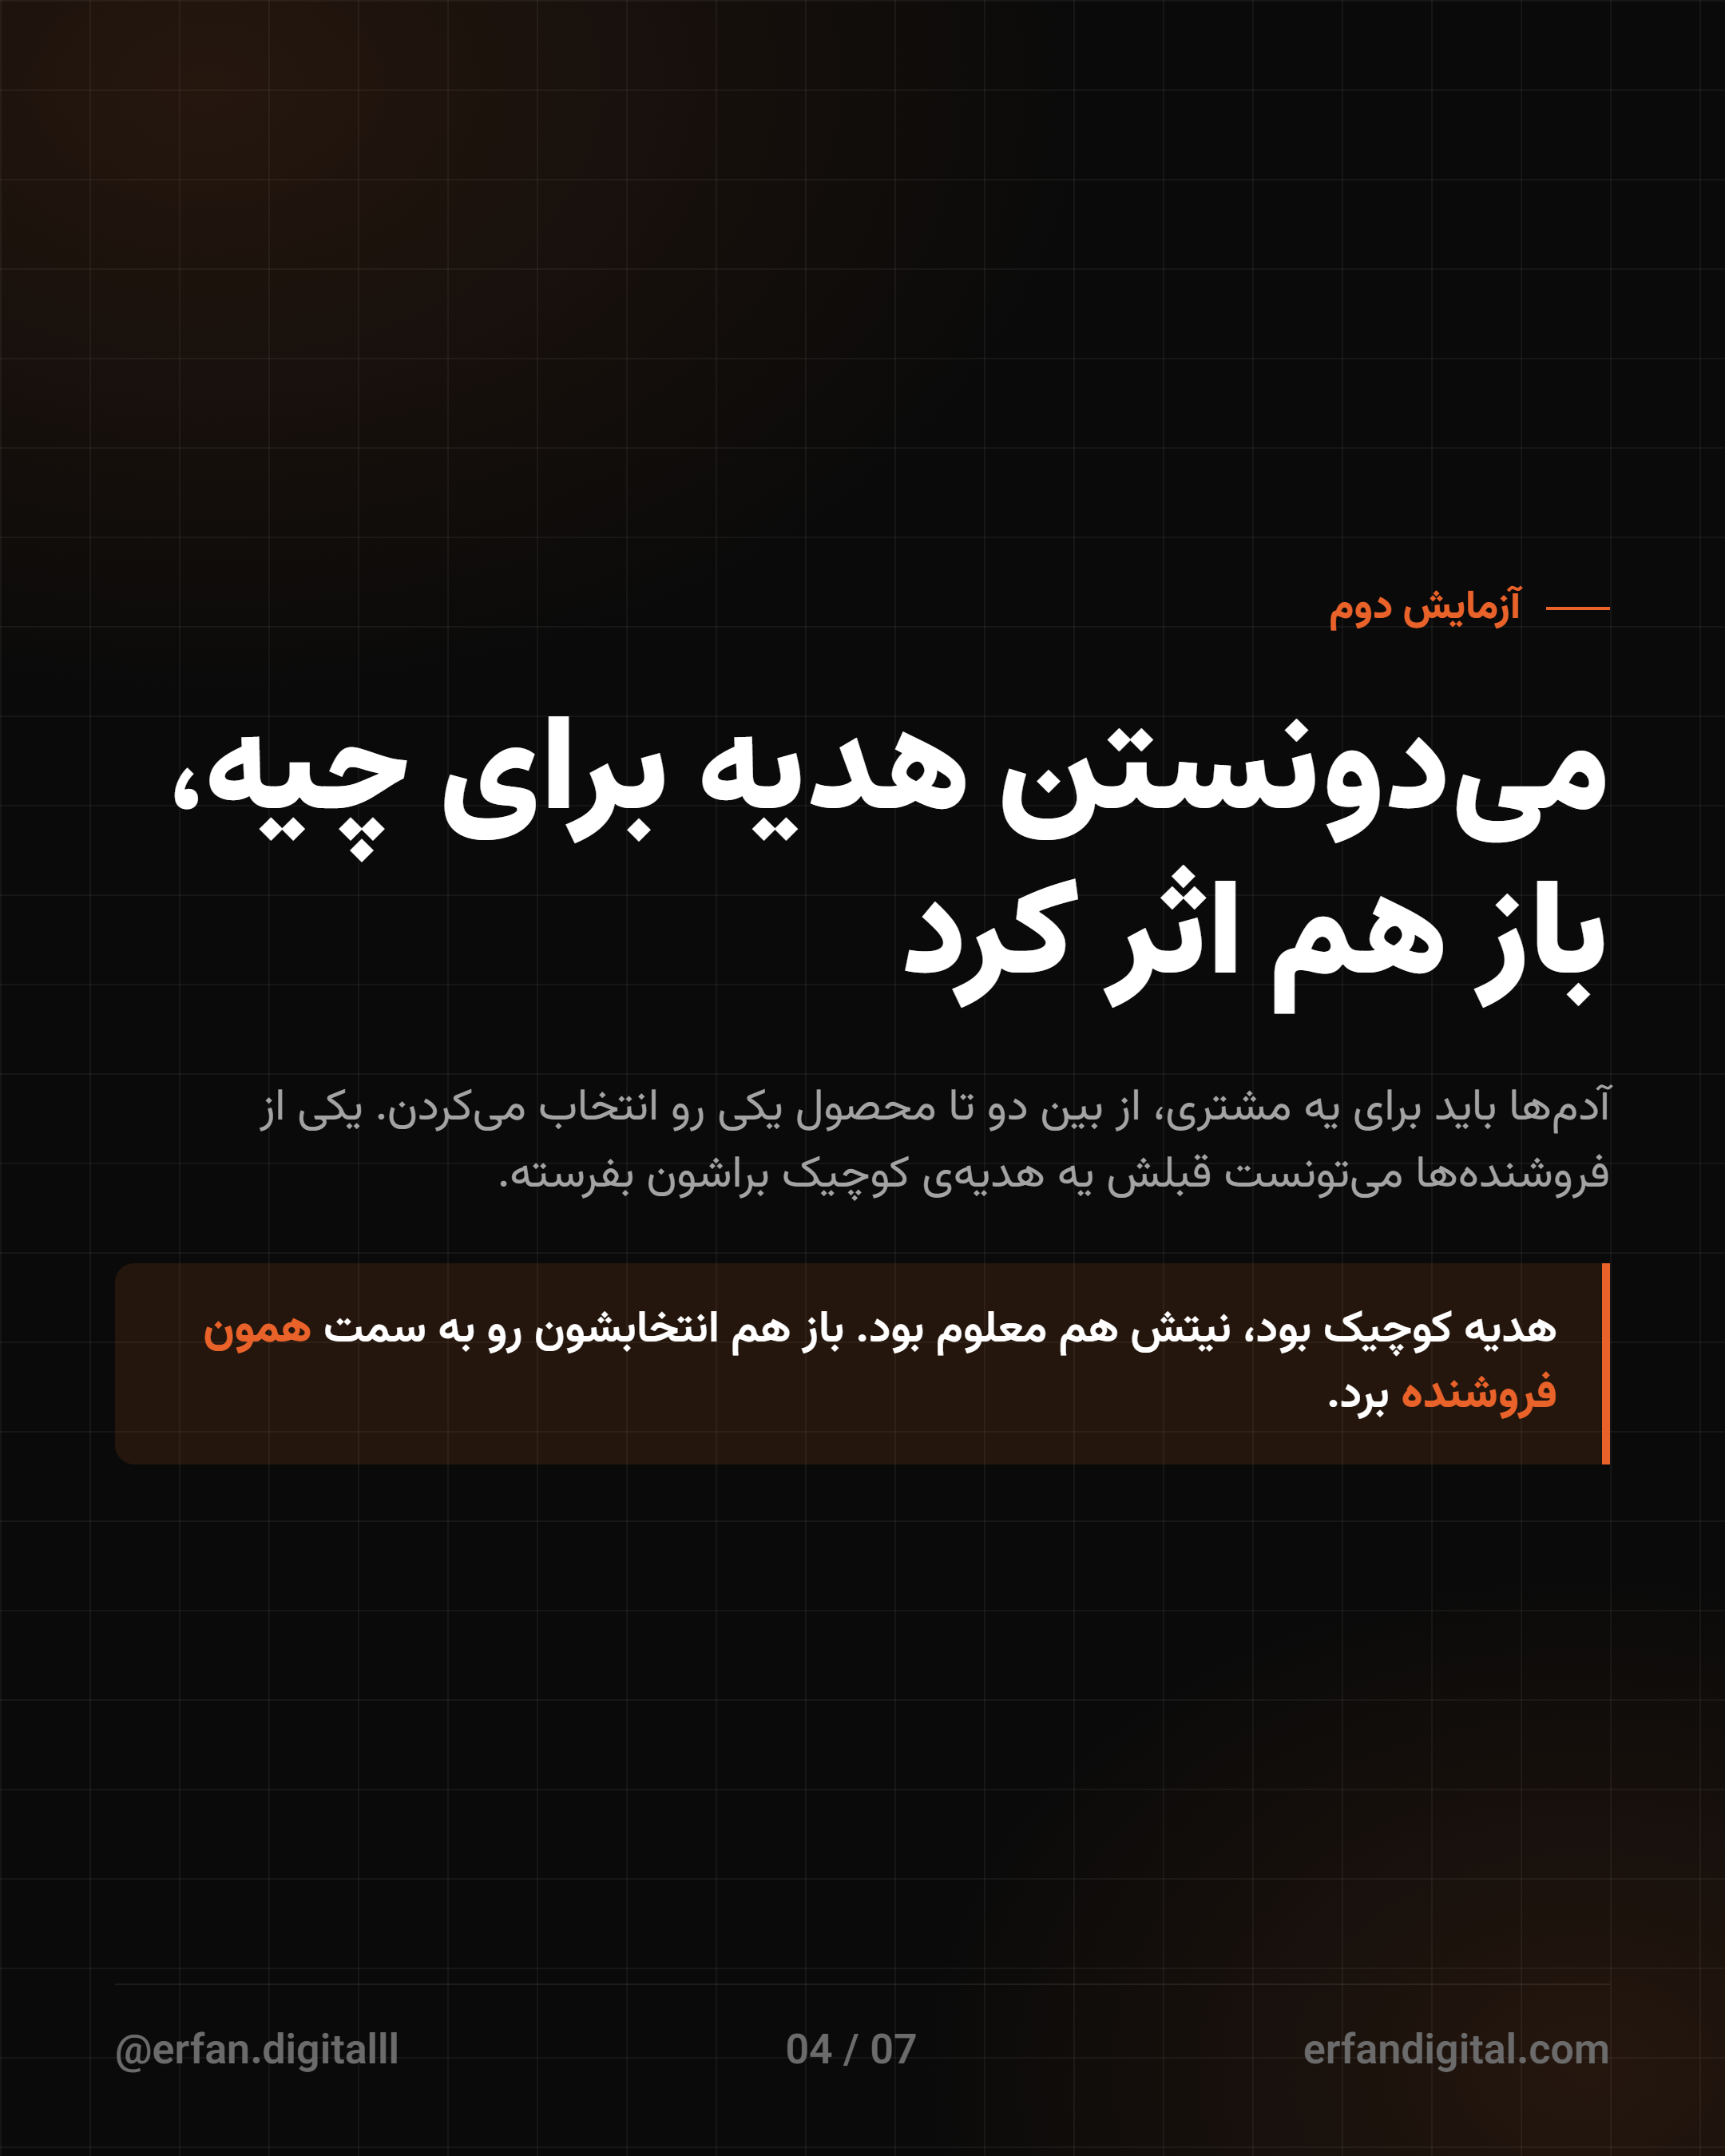 آزمایش دوم
می‌دونستن هدیه برای چیه،
باز هم اثر کرد
آدم‌ها باید برای یه مشتری، از بین دو تا محصول یکی رو انتخاب می‌کردن. یکی از
فروشنده‌ها می‌تونست قبلش یه هدیه‌ی کوچیک براشون بفرسته.
هدیه کوچیک بود، نیتش هم معلوم بود. باز هم انتخابشون رو به سمت همون
فروشنده برد.
@erfan.digitalll
04 / 07
erfandigital.com